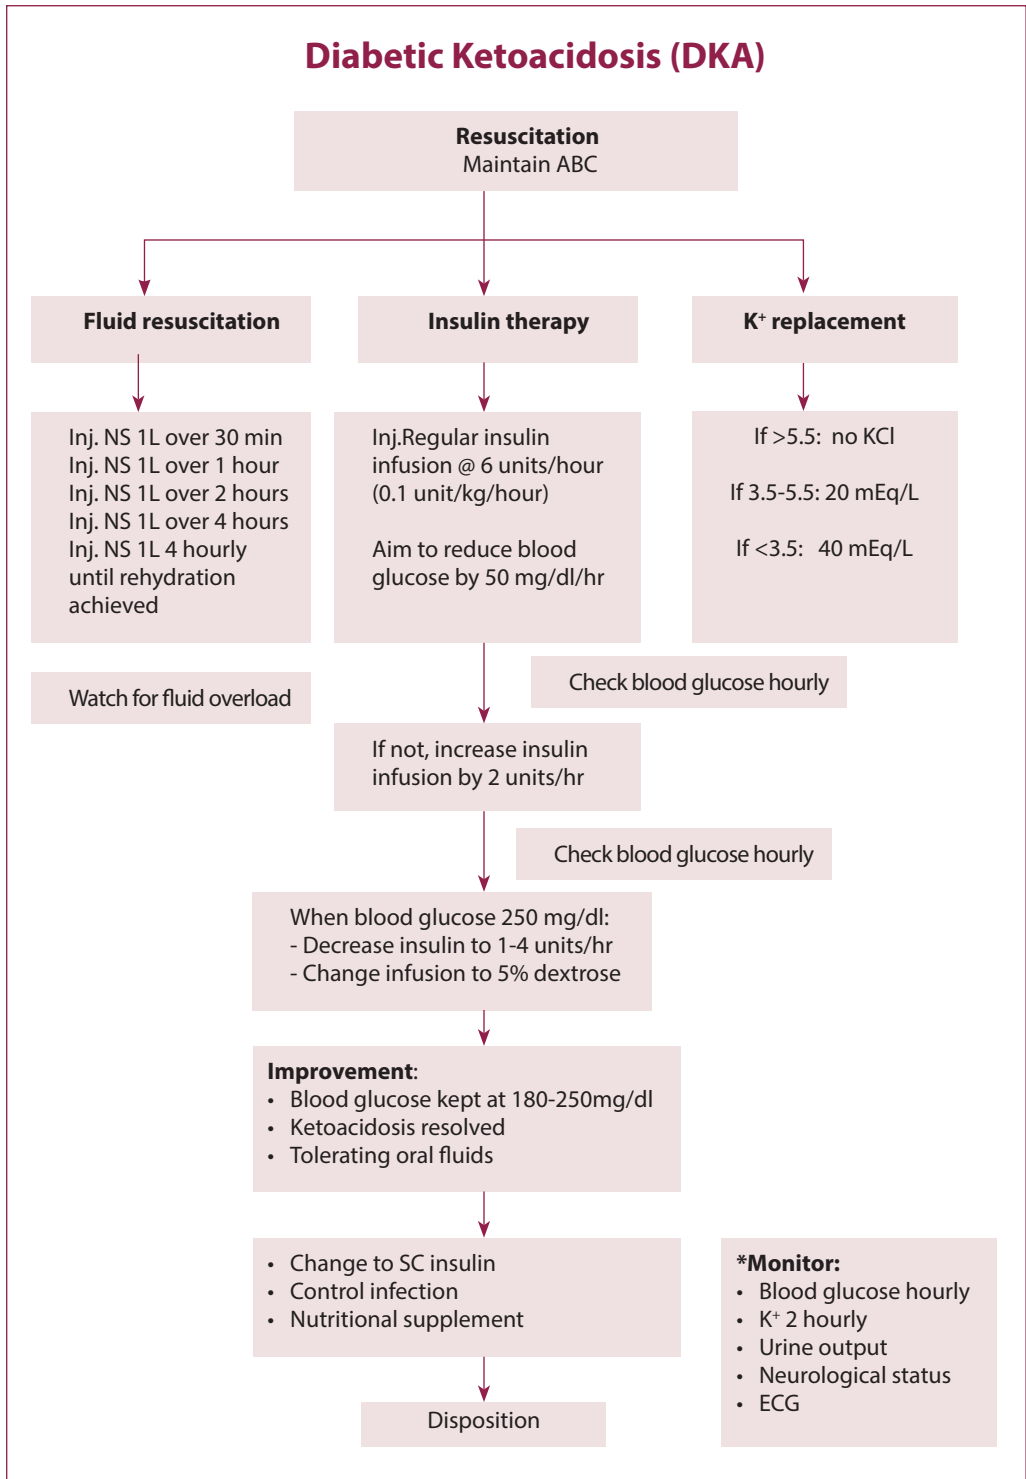 Diabetic Ketoacidosis (DKA)
Resuscitation
Maintain ABC
Fluid resuscitation
Insulin therapy
K⁺ replacement
Inj. NS 1L over 30 min
Inj. NS 1L over 1 hour
Inj. NS 1L over 2 hours
Inj. NS 1L over 4 hours
Inj. NS 1L 4 hourly
until rehydration
achieved
Inj.Regular insulin
infusion @ 6 units/hour
(0.1 unit/kg/hour)
Aim to reduce blood
glucose by 50 mg/dl/hr
If >5.5: no KCl
If 3.5-5.5: 20 mEq/L
If <3.5: 40 mEq/L
Watch for fluid overload
Check blood glucose hourly
If not, increase insulin
infusion by 2 units/hr
Check blood glucose hourly
When blood glucose 250 mg/dl:
- Decrease insulin to 1-4 units/hr
- Change infusion to 5% dextrose
Improvement:
• Blood glucose kept at 180-250mg/dl
• Ketoacidosis resolved
• Tolerating oral fluids
• Change to SC insulin
• Control infection
• Nutritional supplement
*Monitor:
• Blood glucose hourly
• K⁺ 2 hourly
• Urine output
• Neurological status
• ECG
Disposition